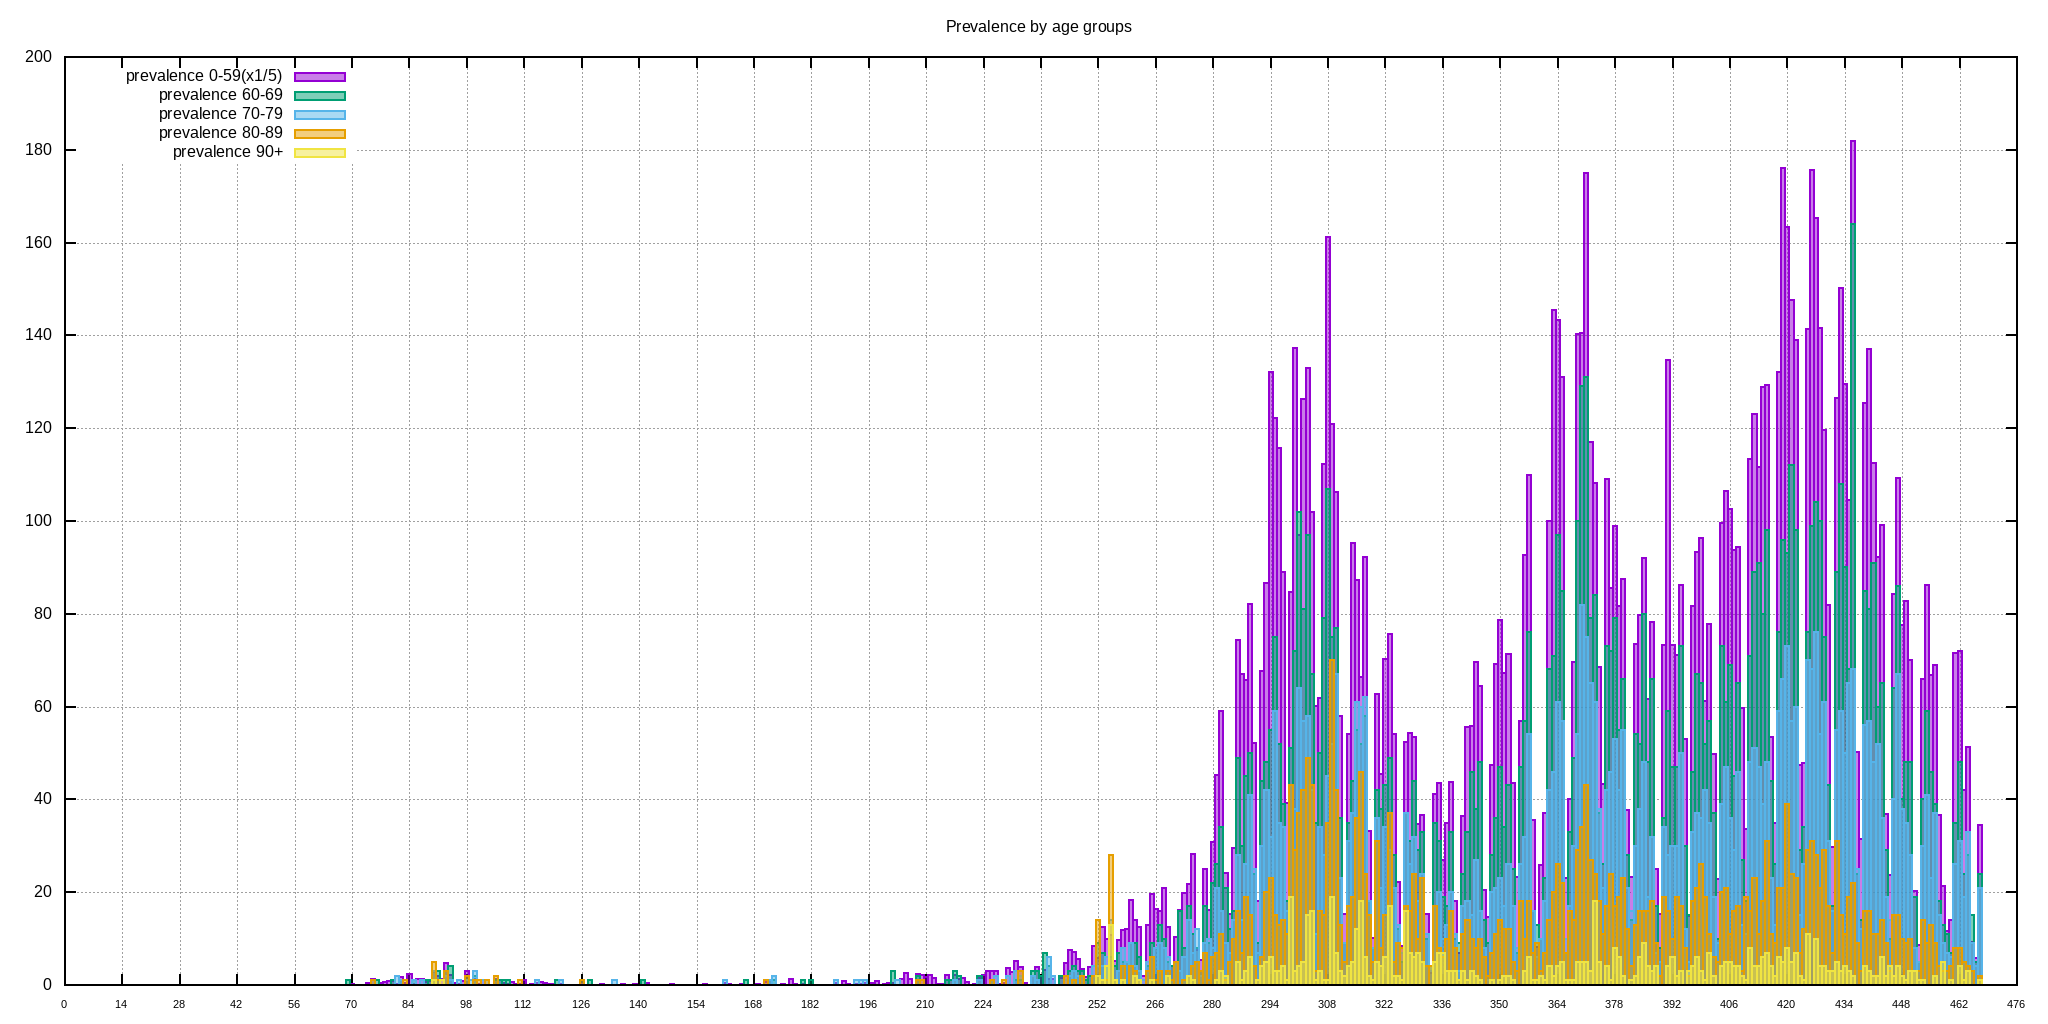 Prevalence by age groups
200
180
160
140
120
100
80
60
40
20
0
prevalence 0-59(x1/5)
prevalence 60-69
prevalence 70-79
prevalence 80-89
prevalence 90+
0 14 28 42 56 70 84 98 112 126 140 154 168 182 196 210 224 238 252 266 280 294 308 322 336 350 364 378 392 406 420 434 448 462 476